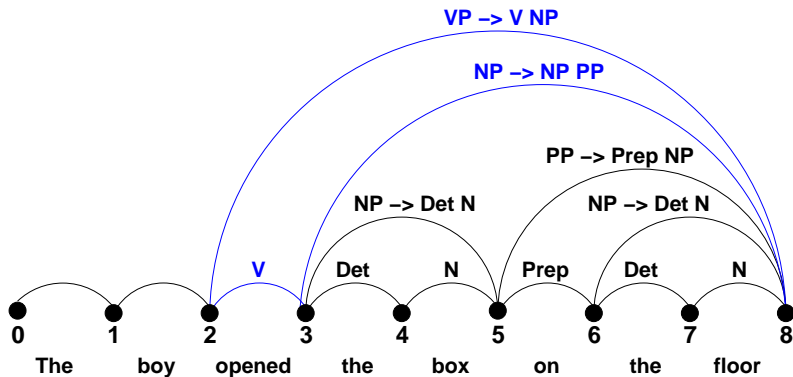 VP –> V NP
NP –> NP PP
PP –> Prep NP
NP –> Det N NP –> Det N
V Det N Prep Det N
0 1 2 3 4 5 6 7 8
The boy opened the box on the floor